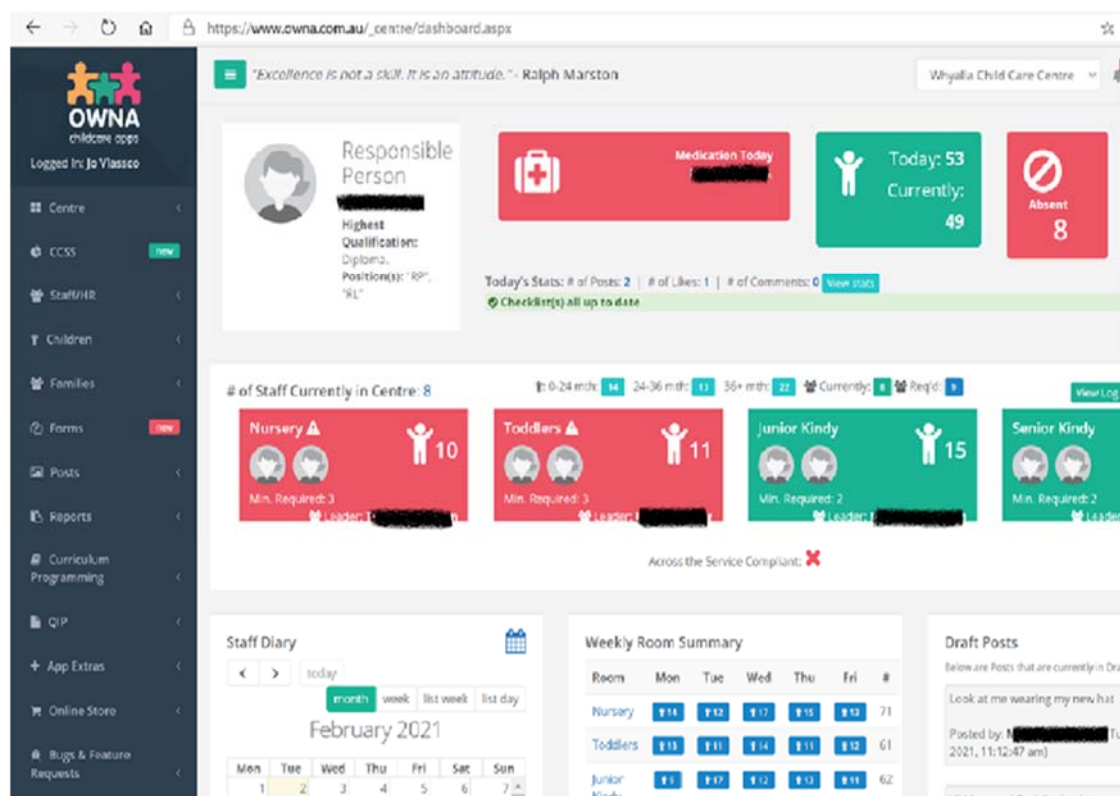 https://www.owna.com.au/_centre/dashboard.aspx
OWNA
childcare apps
Logged In: Jo Vlassco
Centre
CCSS new
Staff/HR
Children
Families
Forms new
Posts
Reports
Curriculum
Programming
QIP
App Extras
Online Store
Bugs & Feature
Requests
"Excellence is not a skill. It is an attitude." - Ralph Marston
Whyalla Child Care Centre
Responsible
Person
Highest
Qualification:
Diploma,
Position(s): "RP",
"RL"
Medication Today
Today: 53
Currently:
49
Absent
8
Today's Stats: # of Posts: 2 | # of Likes: 1 | # of Comments: 0 View stats
Checklist(s) all up to date
# of Staff Currently in Centre: 8
0-24 mth: 14 24-36 mth: 13 36+ mth: 22 Currently: 8 Req'd: 9
View Log
Nursery
10
Min. Required: 3
Leader:
Toddlers
11
Min. Required: 3
Leader:
Junior Kindy
15
Min. Required: 2
Leader:
Senior Kindy
Min. Required: 2
Leader
Across the Service Compliant:
Staff Diary
today
month week list week list day
February 2021
Mon Tue Wed Thu Fri Sat Sun
1 2 3 4 5 6 7
Weekly Room Summary
Room Mon Tue Wed Thu Fri #
Nursery 14 12 17 15 13 71
Toddlers 13 11 14 11 12 61
Junior 17 12 11 62
Draft Posts
Below are Posts that are currently in Dra
Look at me wearing my new hat
Posted by: Tu
2021, 11:12:47 am)